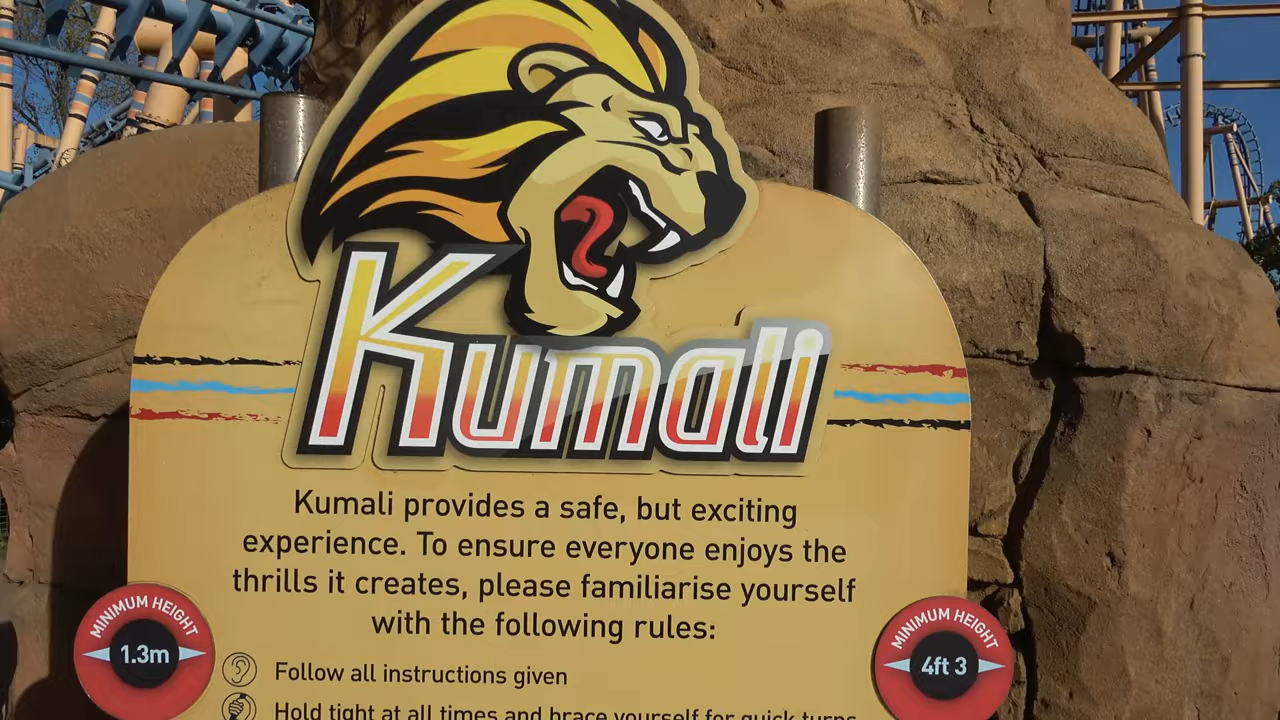 Kumali
Kumali provides a safe, but exciting
experience. To ensure everyone enjoys the
thrills it creates, please familiarise yourself
with the following rules:
MINIMUM HEIGHT
1.3m
MINIMUM HEIGHT
4ft 3
Follow all instructions given
Hold tight at all times and brace yourself for quick turns